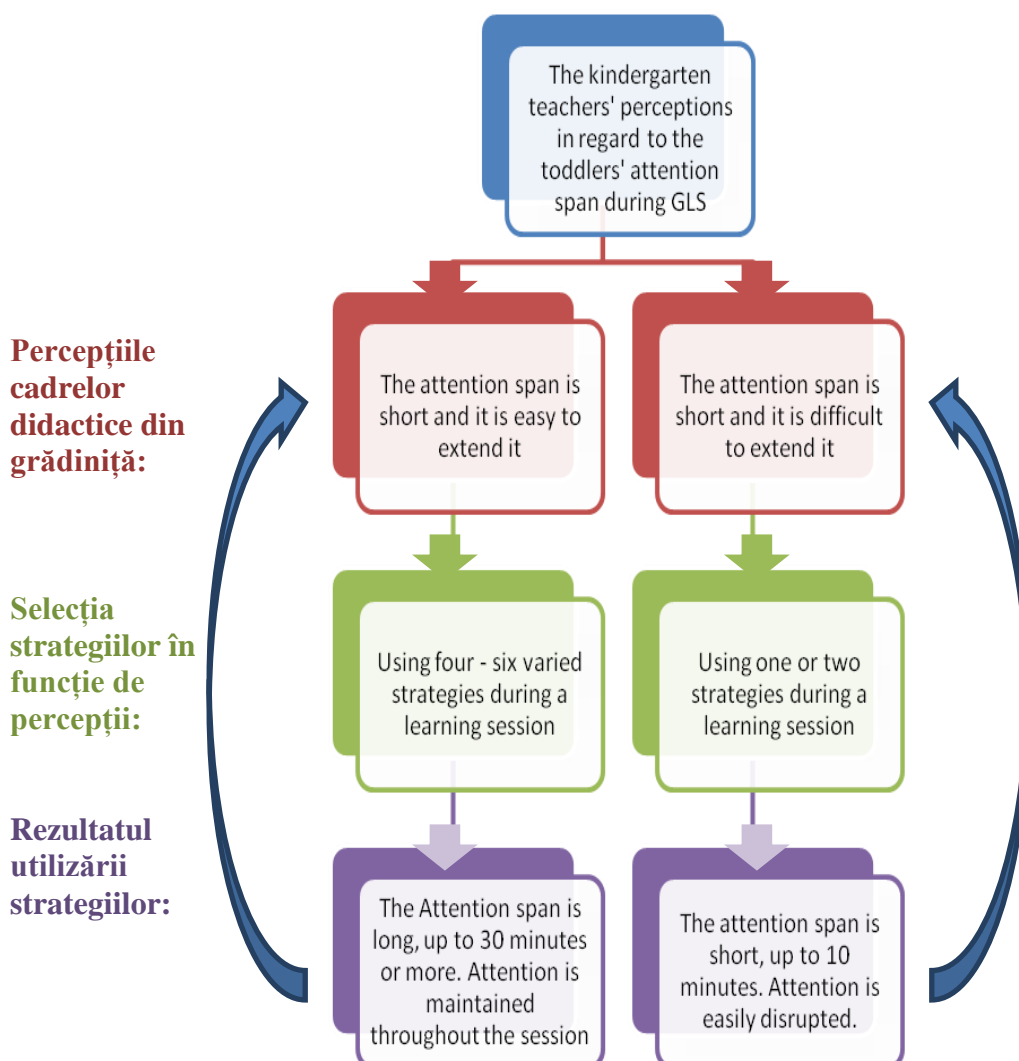 The kindergarten
teachers' perceptions
in regard to the
toddlers' attention
span during GLS
Percepțiile
cadrelor
didactice din
grădiniță:
The attention span is
short and it is easy to
extend it
The attention span is
short and it is difficult
to extend it
Selecția
strategiilor în
funcție de
percepții:
Using four - six varied
strategies during a
learning session
Using one or two
strategies during a
learning session
Rezultatul
utilizării
strategiilor:
The Attention span is
long, up to 30 minutes
or more. Attention is
maintained
throughout the session
The attention span is
short, up to 10
minutes. Attention is
easily disrupted.